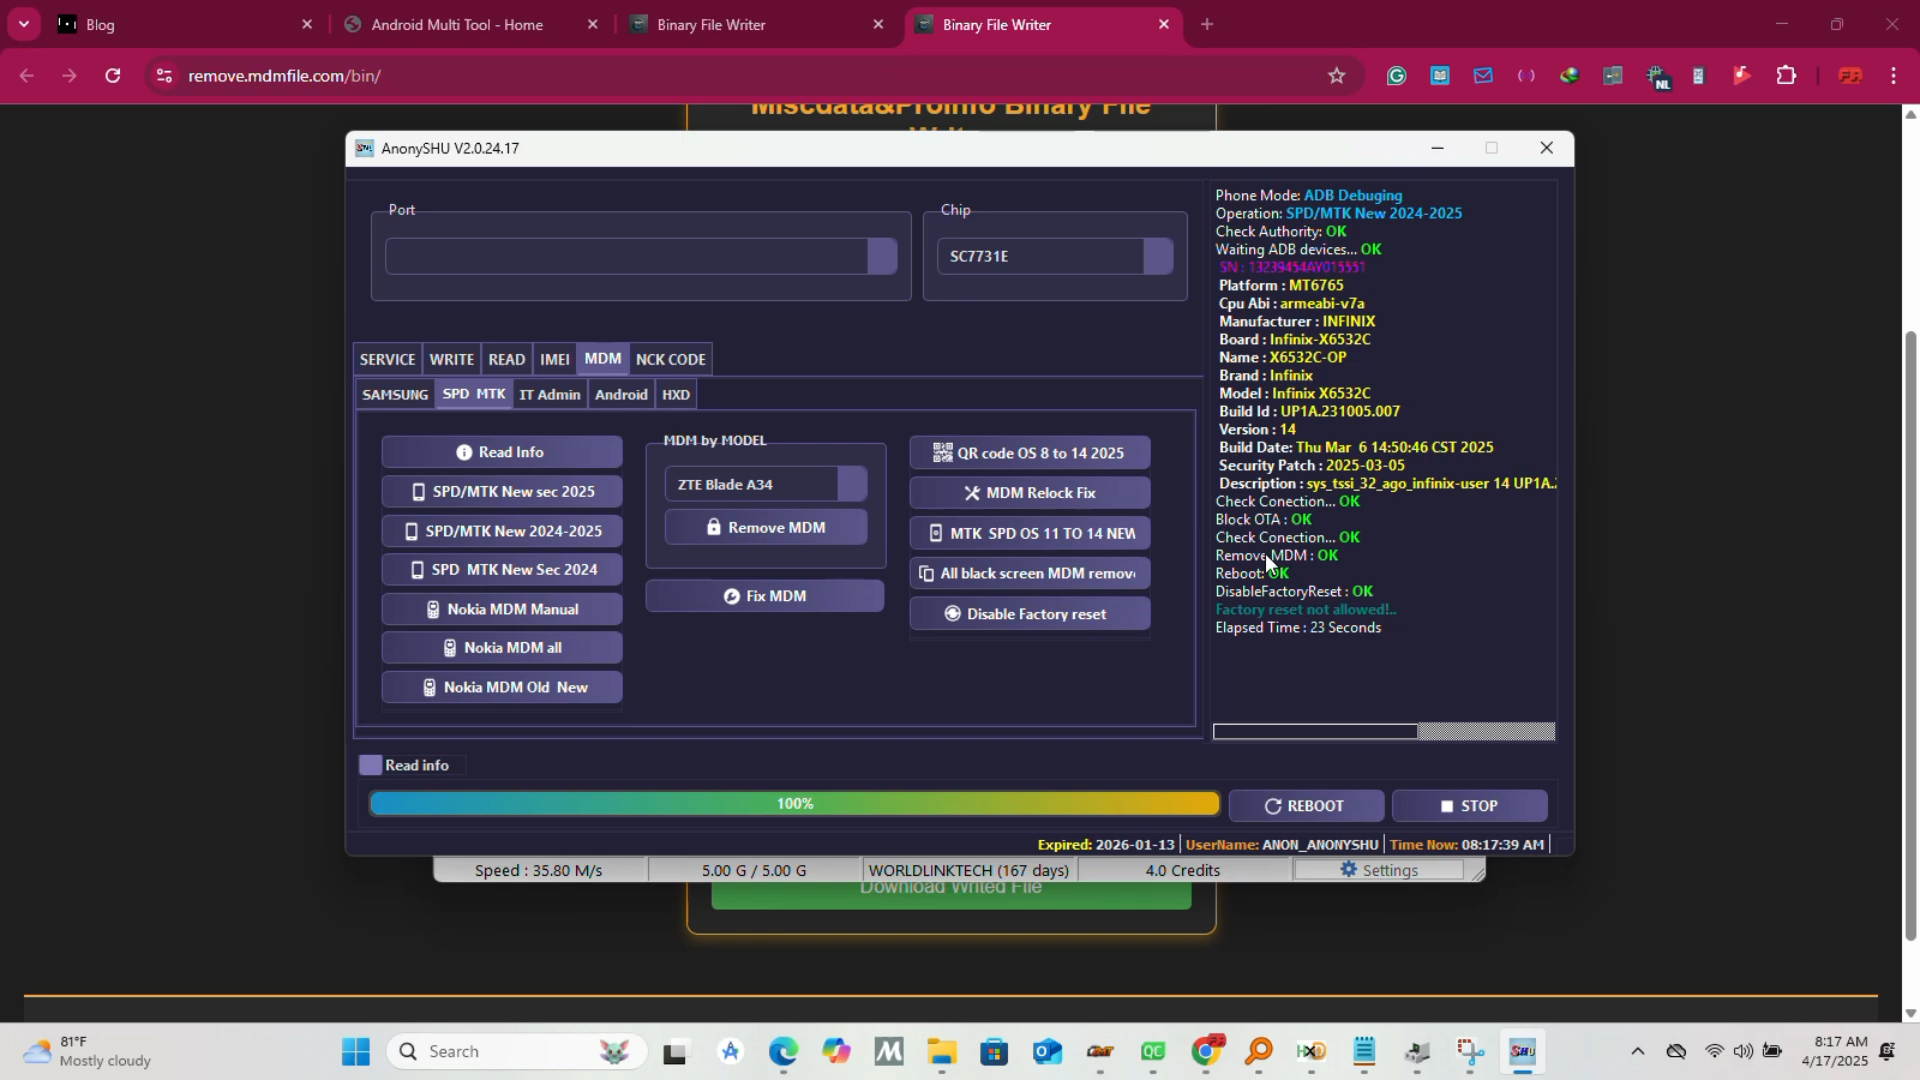 Blog
Android Multi Tool - Home
Binary File Writer
Binary File Writer
remove.mdmfile.com/bin/
NL
Miscdata&Proinfo Binary File
AnonySHU V2.0.24.17
Port
Chip
SC7731E
SERVICE WRITE READ IMEI MDM NCK CODE
SAMSUNG SPD MTK IT Admin Android HXD
Read Info
SPD/MTK New sec 2025
SPD/MTK New 2024-2025
SPD MTK New Sec 2024
Nokia MDM Manual
Nokia MDM all
Nokia MDM Old New
MDM by MODEL
ZTE Blade A34
Remove MDM
Fix MDM
QR code OS 8 to 14 2025
MDM Relock Fix
MTK SPD OS 11 TO 14 NEW
All black screen MDM remov
Disable Factory reset
Phone Mode: ADB Debuging
Operation: SPD/MTK New 2024-2025
Check Authority: OK
Waiting ADB devices... OK
SN : 13239454AY015551
Platform : MT6765
Cpu Abi : armeabi-v7a
Manufacturer : INFINIX
Board : Infinix-X6532C
Name : X6532C-OP
Brand : Infinix
Model : Infinix X6532C
Build Id : UP1A.231005.007
Version : 14
Build Date: Thu Mar 6 14:50:46 CST 2025
Security Patch : 2025-03-05
Description : sys_tssi_32_ago_infinix-user 14 UP1A.
Check Conection... OK
Block OTA : OK
Check Conection... OK
Remove MDM : OK
Reboot: OK
DisableFactoryReset : OK
Factory reset not allowed!..
Elapsed Time : 23 Seconds
Read info
100%
REBOOT
STOP
Expired: 2026-01-13 UserName: ANON_ANONYSHU Time Now: 08:17:39 AM
Speed : 35.80 M/s 5.00 G / 5.00 G WORLDLINKTECH (167 days) 4.0 Credits Settings
Download Writed File
81°F
Mostly cloudy
Search
8:17 AM
4/17/2025